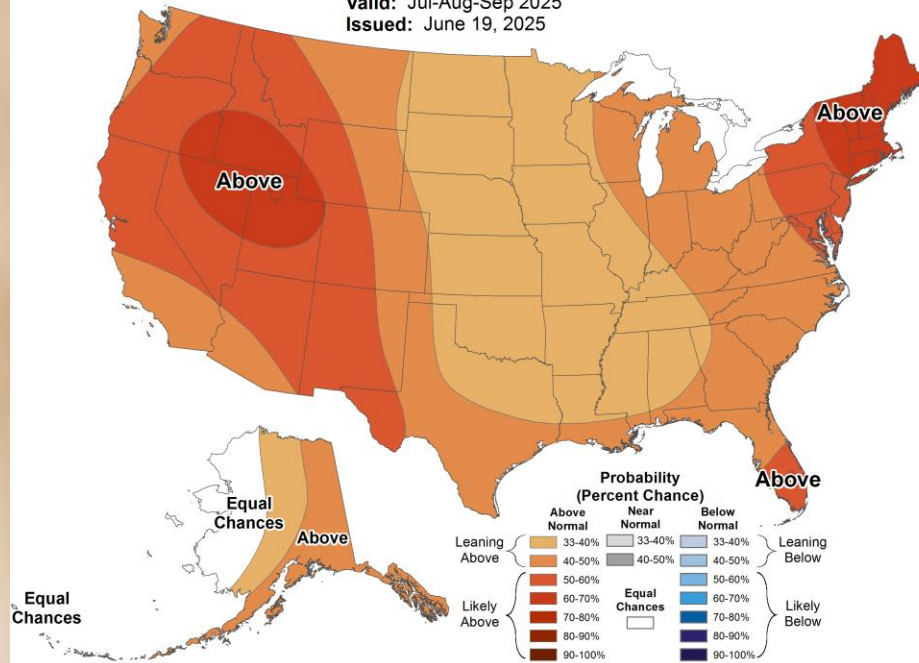 Valid: Jul-Aug-Sep 2025
Issued: June 19, 2025
Above
Above
Above
Equal
Chances
Above
Equal
Chances
Probability
(Percent Chance)
Above
Normal
Near
Normal
Below
Normal
Leaning
Above
33-40%
33-40%
33-40%
Leaning
Below
40-50%
40-50%
40-50%
Likely
Above
50-60%
50-60%
Likely
Below
60-70%
Equal
Chances
60-70%
70-80%
70-80%
80-90%
80-90%
90-100%
90-100%